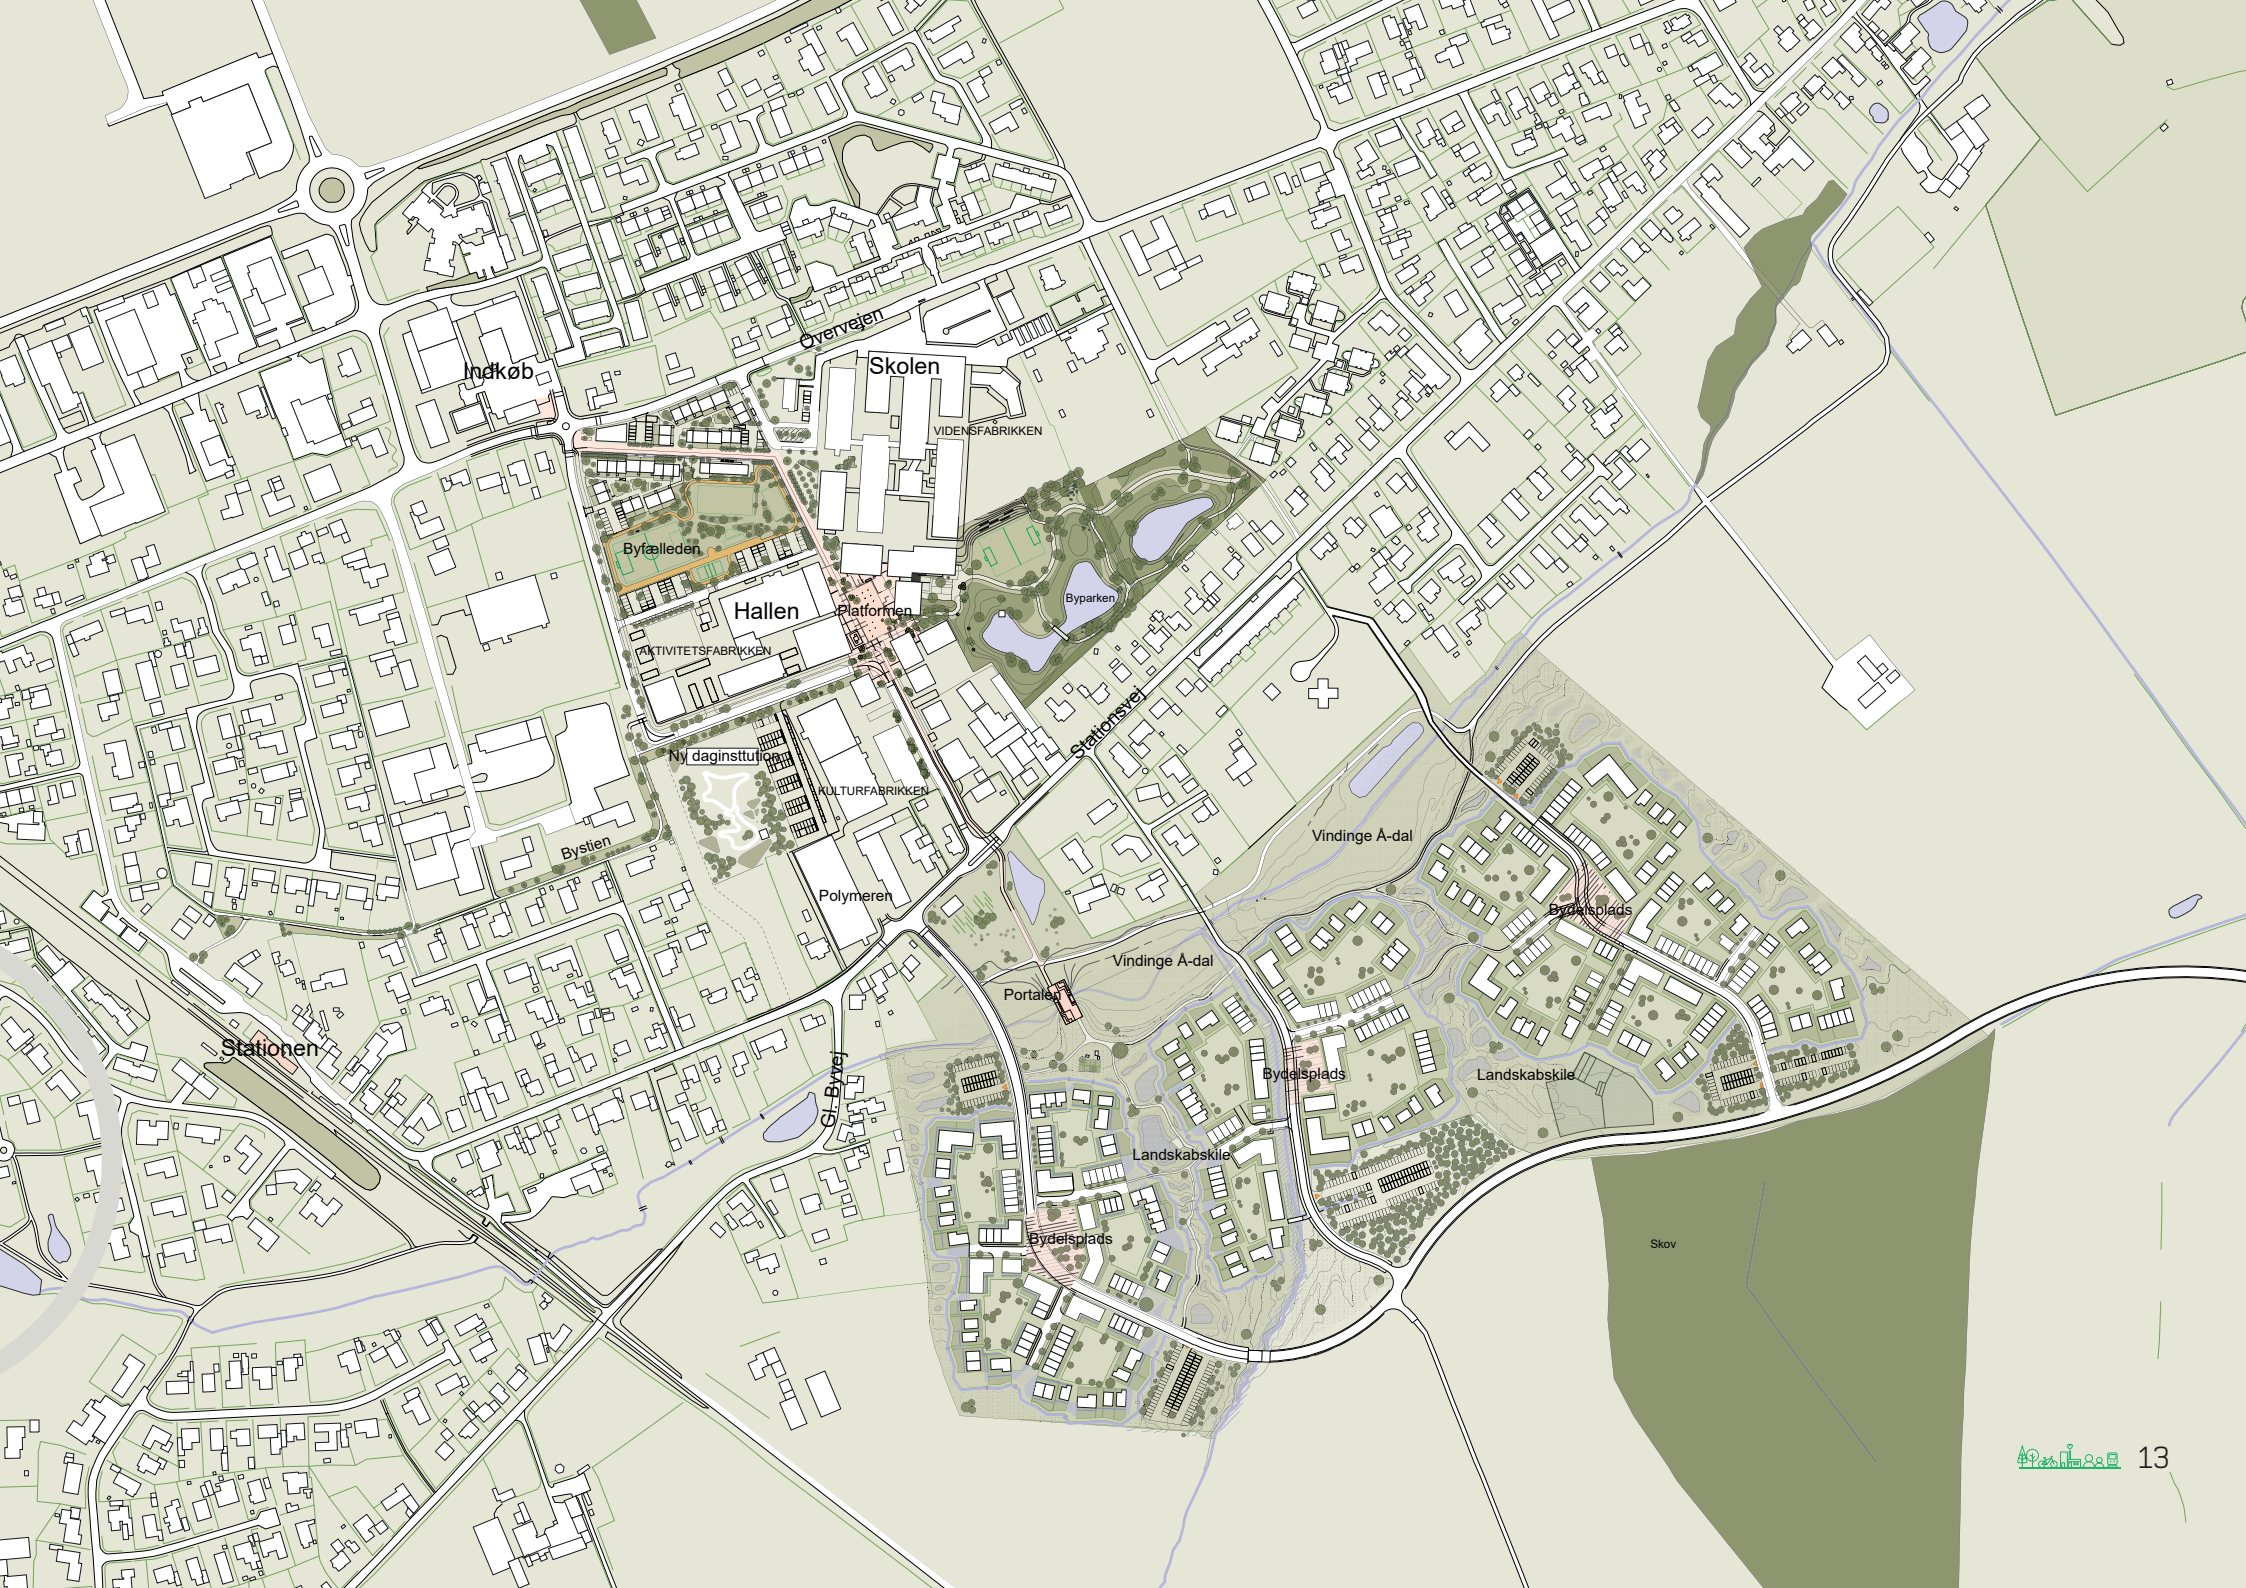 Overvejen
Skolen
Indkøb
VIDENSFABRIKKEN
Byfælleden
Byparken
Hallen
Platformen
AKTIVITETSFABRIKKEN
Stationsvej
Ny daginsttution
KULTURFABRIKKEN
Bystien
Vindinge Å-dal
Polymeren
Bydelsplads
Vindinge Å-dal
Portalen
Stationen
Gl. Byvej
Bydelsplads
Landskabskile
Landskabskile
Bydelsplads
Skov
13